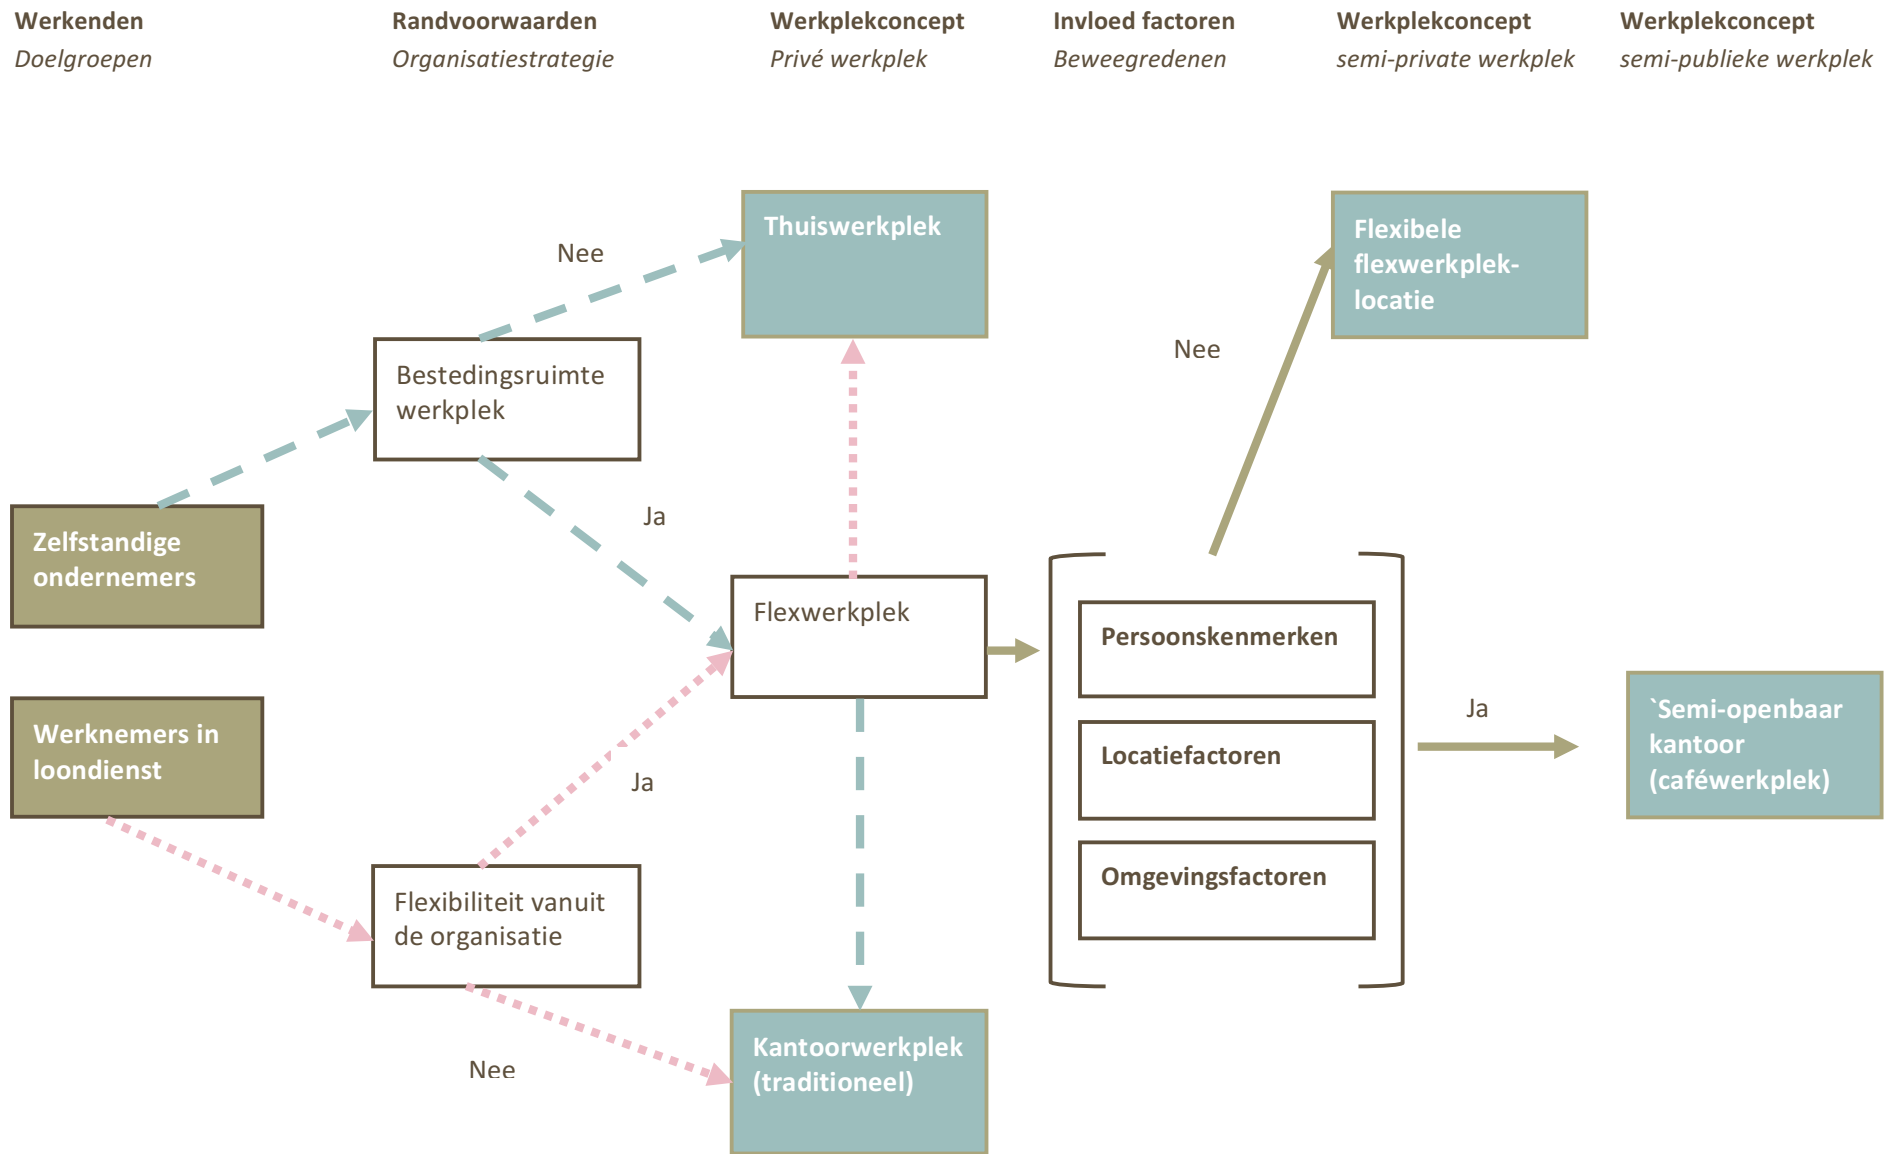 Werkenden
Doelgroepen
Randvoorwaarden
Organisatiestrategie
Werkplekconcept
Privé werkplek
Invloed factoren
Beweegredenen
Werkplekconcept
semi-private werkplek
Werkplekconcept
semi-publieke werkplek
Thuiswerkplek
Flexibele
flexwerkplek-
locatie
Nee
Nee
Bestedingsruimte
werkplek
Ja
Zelfstandige
ondernemers
Flexwerkplek
Persoonskenmerken
Werknemers in
loondienst
Ja
Locatiefactoren
Ja
`Semi-openbaar
kantoor
(caféwerkplek)
Flexibiliteit vanuit
de organisatie
Omgevingsfactoren
Nee
Kantoorwerkplek
(traditioneel)